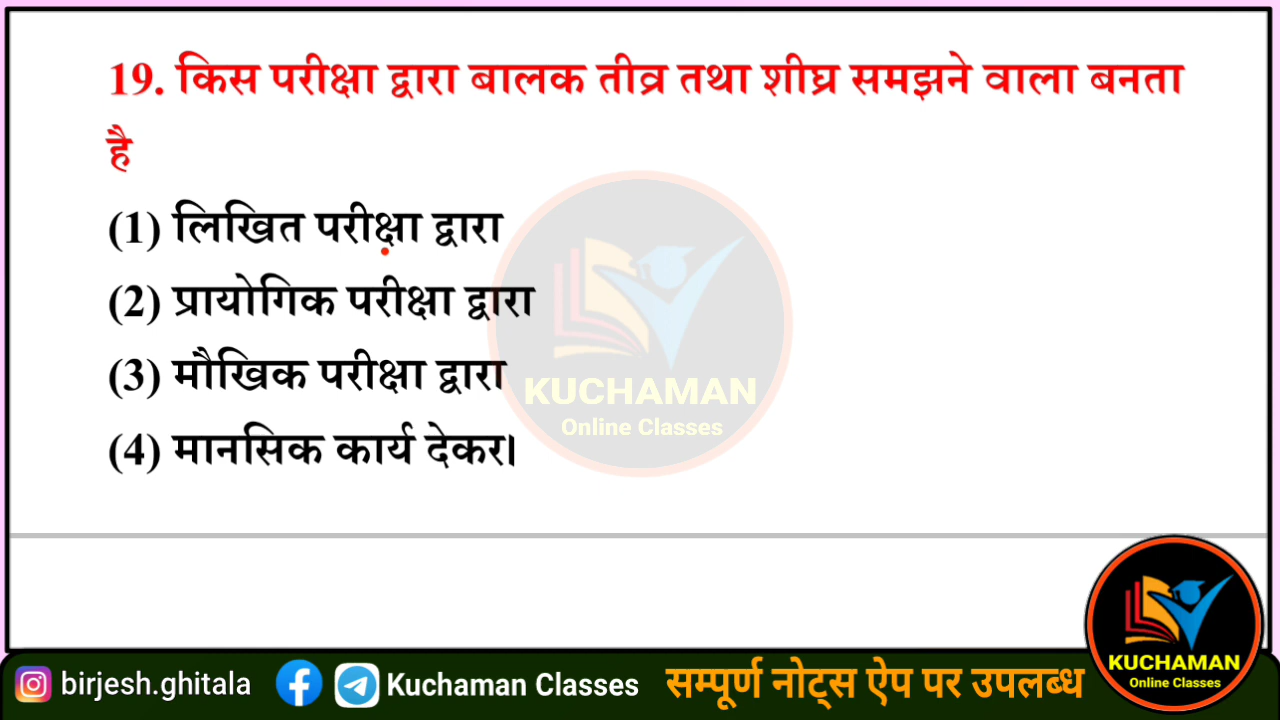 19. किस परीक्षा द्वारा बालक तीव्र तथा शीघ्र समझने वाला बनता
है
(1) लिखित परीक्षा द्वारा
(2) प्रायोगिक परीक्षा द्वारा
(3) मौखिक परीक्षा द्वारा
(4) मानसिक कार्य देकर।
KUCHAMAN
Online Classes
KUCHAMAN
Online Classes
birjesh.ghitala Kuchaman Classes सम्पूर्ण नोट्स ऐप पर उपलब्ध